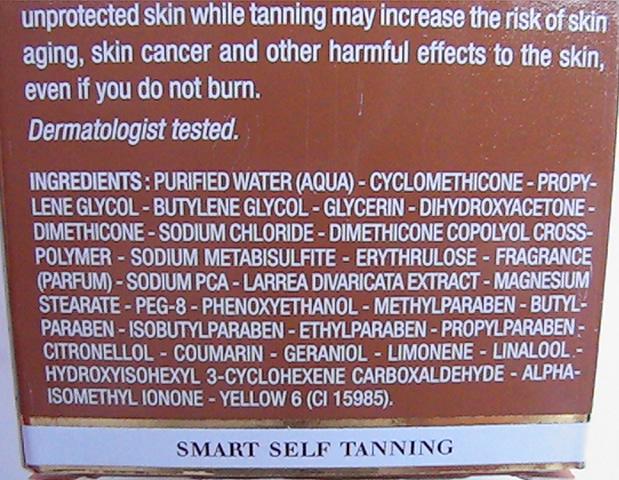 unprotected skin while tanning may increase the risk of skin
aging, skin cancer and other harmful effects to the skin,
even if you do not burn.
Dermatologist tested.
INGREDIENTS : PURIFIED WATER (AQUA) - CYCLOMETHICONE - PROPY-
LENE GLYCOL - BUTYLENE GLYCOL - GLYCERIN - DIHYDROXYACETONE -
DIMETHICONE - SODIUM CHLORIDE - DIMETHICONE COPOLYOL CROSS-
POLYMER - SODIUM METABISULFITE - ERYTHRULOSE - FRAGRANCE
(PARFUM) - SODIUM PCA - LARREA DIVARICATA EXTRACT - MAGNESIUM
STEARATE - PEG-8 - PHENOXYETHANOL - METHYLPARABEN - BUTYL-
PARABEN - ISOBUTYLPARABEN - ETHYLPARABEN - PROPYLPARABEN -
CITRONELLOL - COUMARIN - GERANIOL - LIMONENE - LINALOOL -
HYDROXYISOHEXYL 3-CYCLOHEXENE CARBOXALDEHYDE - ALPHA-
ISOMETHYL IONONE - YELLOW 6 (CI 15985).
SMART SELF TANNING